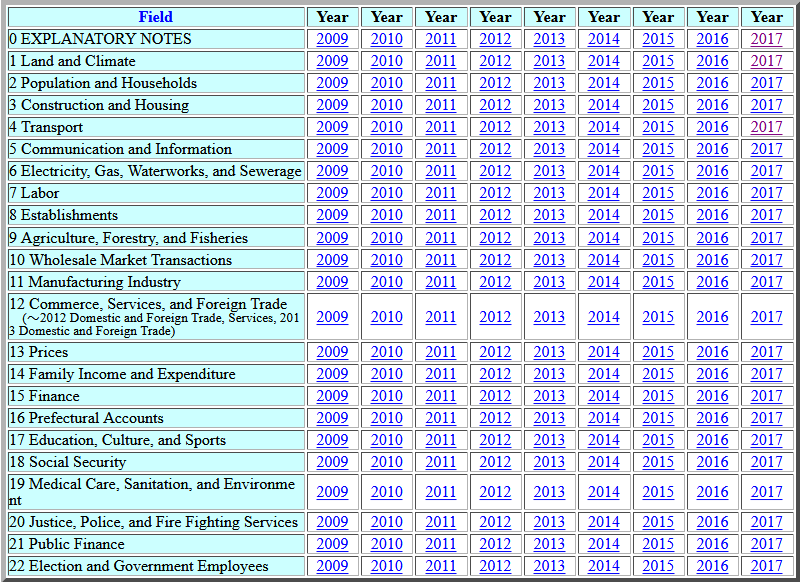 Field Year Year Year Year Year Year Year Year Year
0 EXPLANATORY NOTES 2009 2010 2011 2012 2013 2014 2015 2016 2017
1 Land and Climate 2009 2010 2011 2012 2013 2014 2015 2016 2017
2 Population and Households 2009 2010 2011 2012 2013 2014 2015 2016 2017
3 Construction and Housing 2009 2010 2011 2012 2013 2014 2015 2016 2017
4 Transport 2009 2010 2011 2012 2013 2014 2015 2016 2017
5 Communication and Information 2009 2010 2011 2012 2013 2014 2015 2016 2017
6 Electricity, Gas, Waterworks, and Sewerage 2009 2010 2011 2012 2013 2014 2015 2016 2017
7 Labor 2009 2010 2011 2012 2013 2014 2015 2016 2017
8 Establishments 2009 2010 2011 2012 2013 2014 2015 2016 2017
9 Agriculture, Forestry, and Fisheries 2009 2010 2011 2012 2013 2014 2015 2016 2017
10 Wholesale Market Transactions 2009 2010 2011 2012 2013 2014 2015 2016 2017
11 Manufacturing Industry 2009 2010 2011 2012 2013 2014 2015 2016 2017
12 Commerce, Services, and Foreign Trade
(～2012 Domestic and Foreign Trade, Services, 201
3 Domestic and Foreign Trade) 2009 2010 2011 2012 2013 2014 2015 2016 2017
13 Prices 2009 2010 2011 2012 2013 2014 2015 2016 2017
14 Family Income and Expenditure 2009 2010 2011 2012 2013 2014 2015 2016 2017
15 Finance 2009 2010 2011 2012 2013 2014 2015 2016 2017
16 Prefectural Accounts 2009 2010 2011 2012 2013 2014 2015 2016 2017
17 Education, Culture, and Sports 2009 2010 2011 2012 2013 2014 2015 2016 2017
18 Social Security 2009 2010 2011 2012 2013 2014 2015 2016 2017
19 Medical Care, Sanitation, and Environme
nt 2009 2010 2011 2012 2013 2014 2015 2016 2017
20 Justice, Police, and Fire Fighting Services 2009 2010 2011 2012 2013 2014 2015 2016 2017
21 Public Finance 2009 2010 2011 2012 2013 2014 2015 2016 2017
22 Election and Government Employees 2009 2010 2011 2012 2013 2014 2015 2016 2017